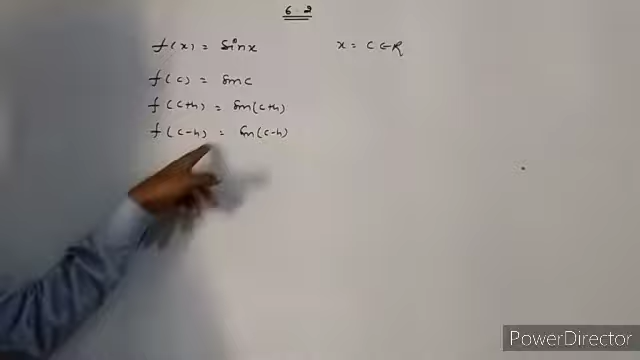 6.2
f(x) = sinx x = c ∈ R
f(c) = sinc
f(c+h) = sin(c+h)
f(c-h) = sin(c-h)
PowerDirector